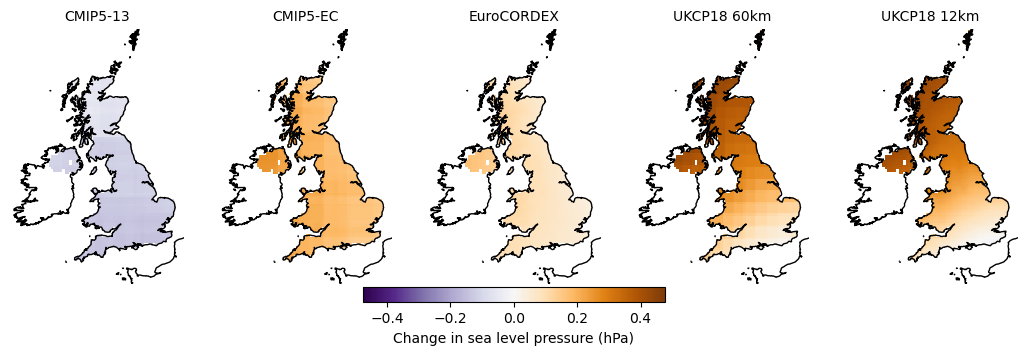 CMIP5-13 CMIP5-EC EuroCORDEX UKCP18 60km UKCP18 12km
−0.4 −0.2 0.0 0.2 0.4
Change in sea level pressure (hPa)